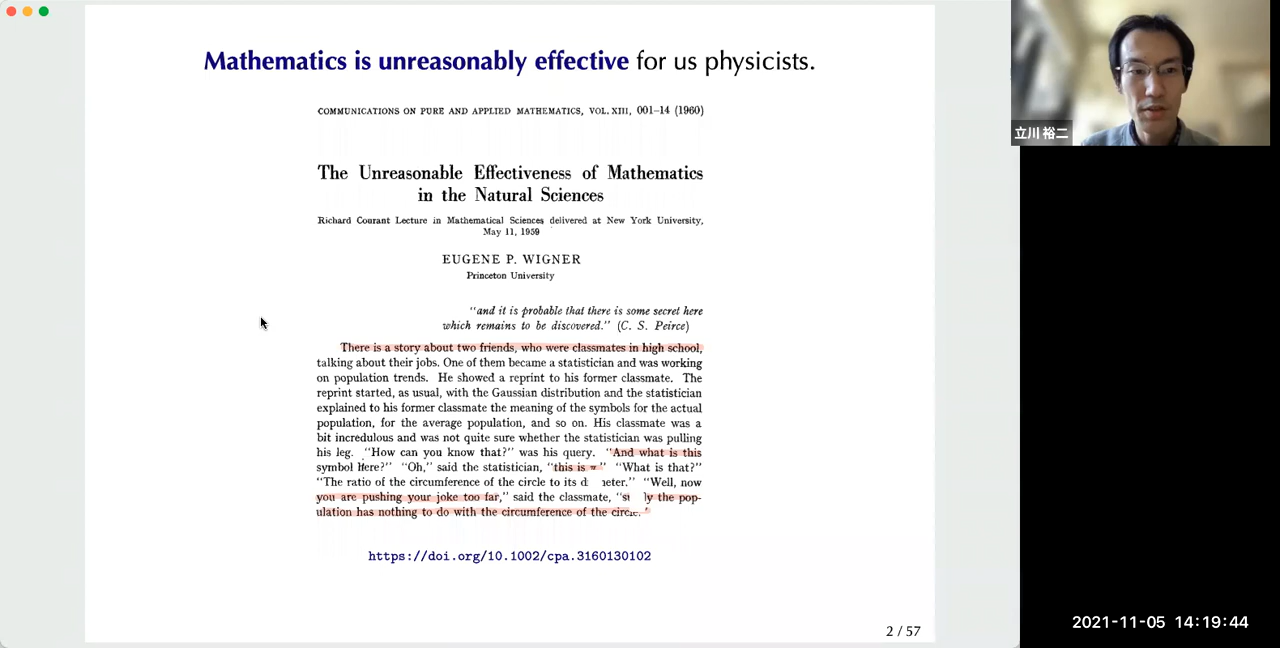 Mathematics is unreasonably effective for us physicists.
COMMUNICATIONS ON PURE AND APPLIED MATHEMATICS, VOL. XIII, 001–14 (1960)
The Unreasonable Effectiveness of Mathematics
in the Natural Sciences
Richard Courant Lecture in Mathematical Sciences delivered at New York University,
May 11, 1959
EUGENE P. WIGNER
Princeton University
"and it is probable that there is some secret here
which remains to be discovered." (C. S. Peirce)
There is a story about two friends, who were classmates in high school,
talking about their jobs. One of them became a statistician and was working
on population trends. He showed a reprint to his former classmate. The
reprint started, as usual, with the Gaussian distribution and the statistician
explained to his former classmate the meaning of the symbols for the actual
population, for the average population, and so on. His classmate was a
bit incredulous and was not quite sure whether the statistician was pulling
his leg. "How can you know that?" was his query. "And what is this
symbol here?" "Oh," said the statistician, "this is π." "What is that?"
"The ratio of the circumference of the circle to its eter." "Well, now
you are pushing your joke too far," said the classmate, "s ly the pop-
ulation has nothing to do with the circumference of the circle."
https://doi.org/10.1002/cpa.3160130102
2 / 57
立川 裕二
2021-11-05 14:19:44